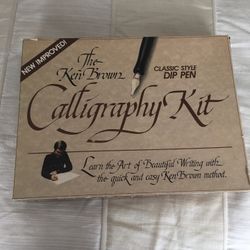 NEW IMPROVED!
The
Ken Brown
CLASSIC STYLE
DIP PEN
Calligraphy Kit
Learn the Art of Beautiful Writing with
the quick and easy Ken Brown method.